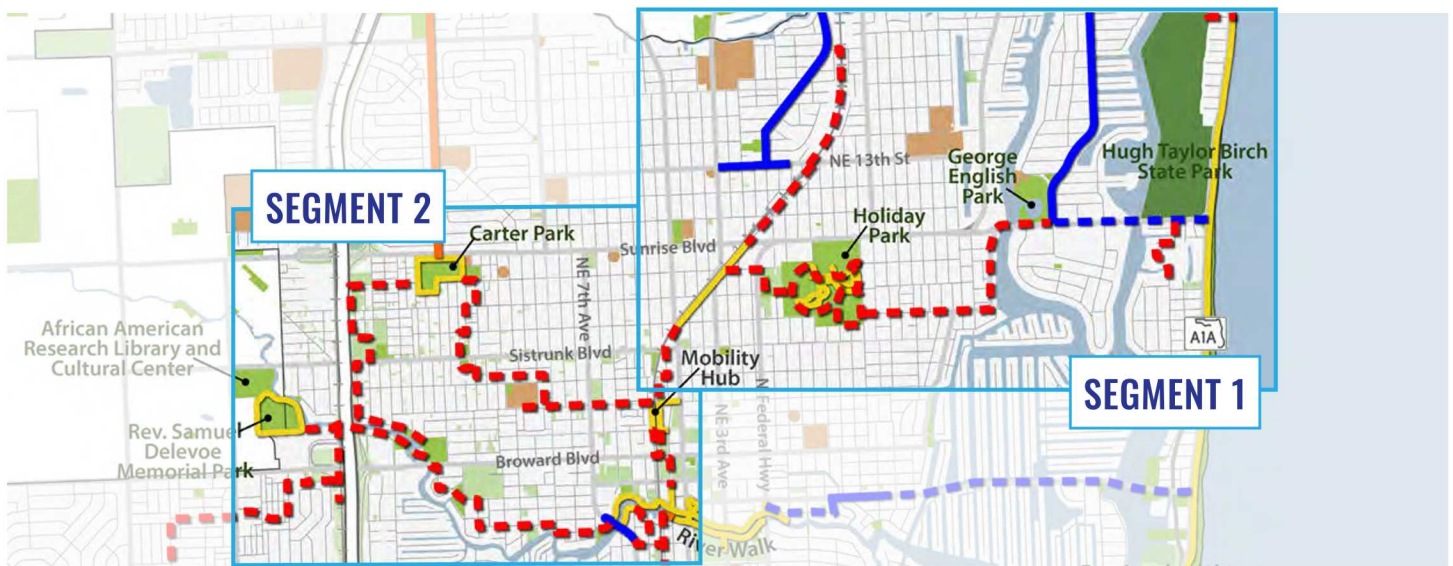 SEGMENT 2
Carter Park
NE 13th St
George
English
Park
Hugh Taylor Birch
State Park
Holiday
Park
Sunrise Blvd
NE 7th Ave
African American
Research Library and
Cultural Center
Sistrunk Blvd
Mobility
Hub
A1A
SEGMENT 1
Rev. Samuel
Delevoe
Memorial Park
Broward Blvd
NE 3rd Ave
N Federal Hwy
River Walk